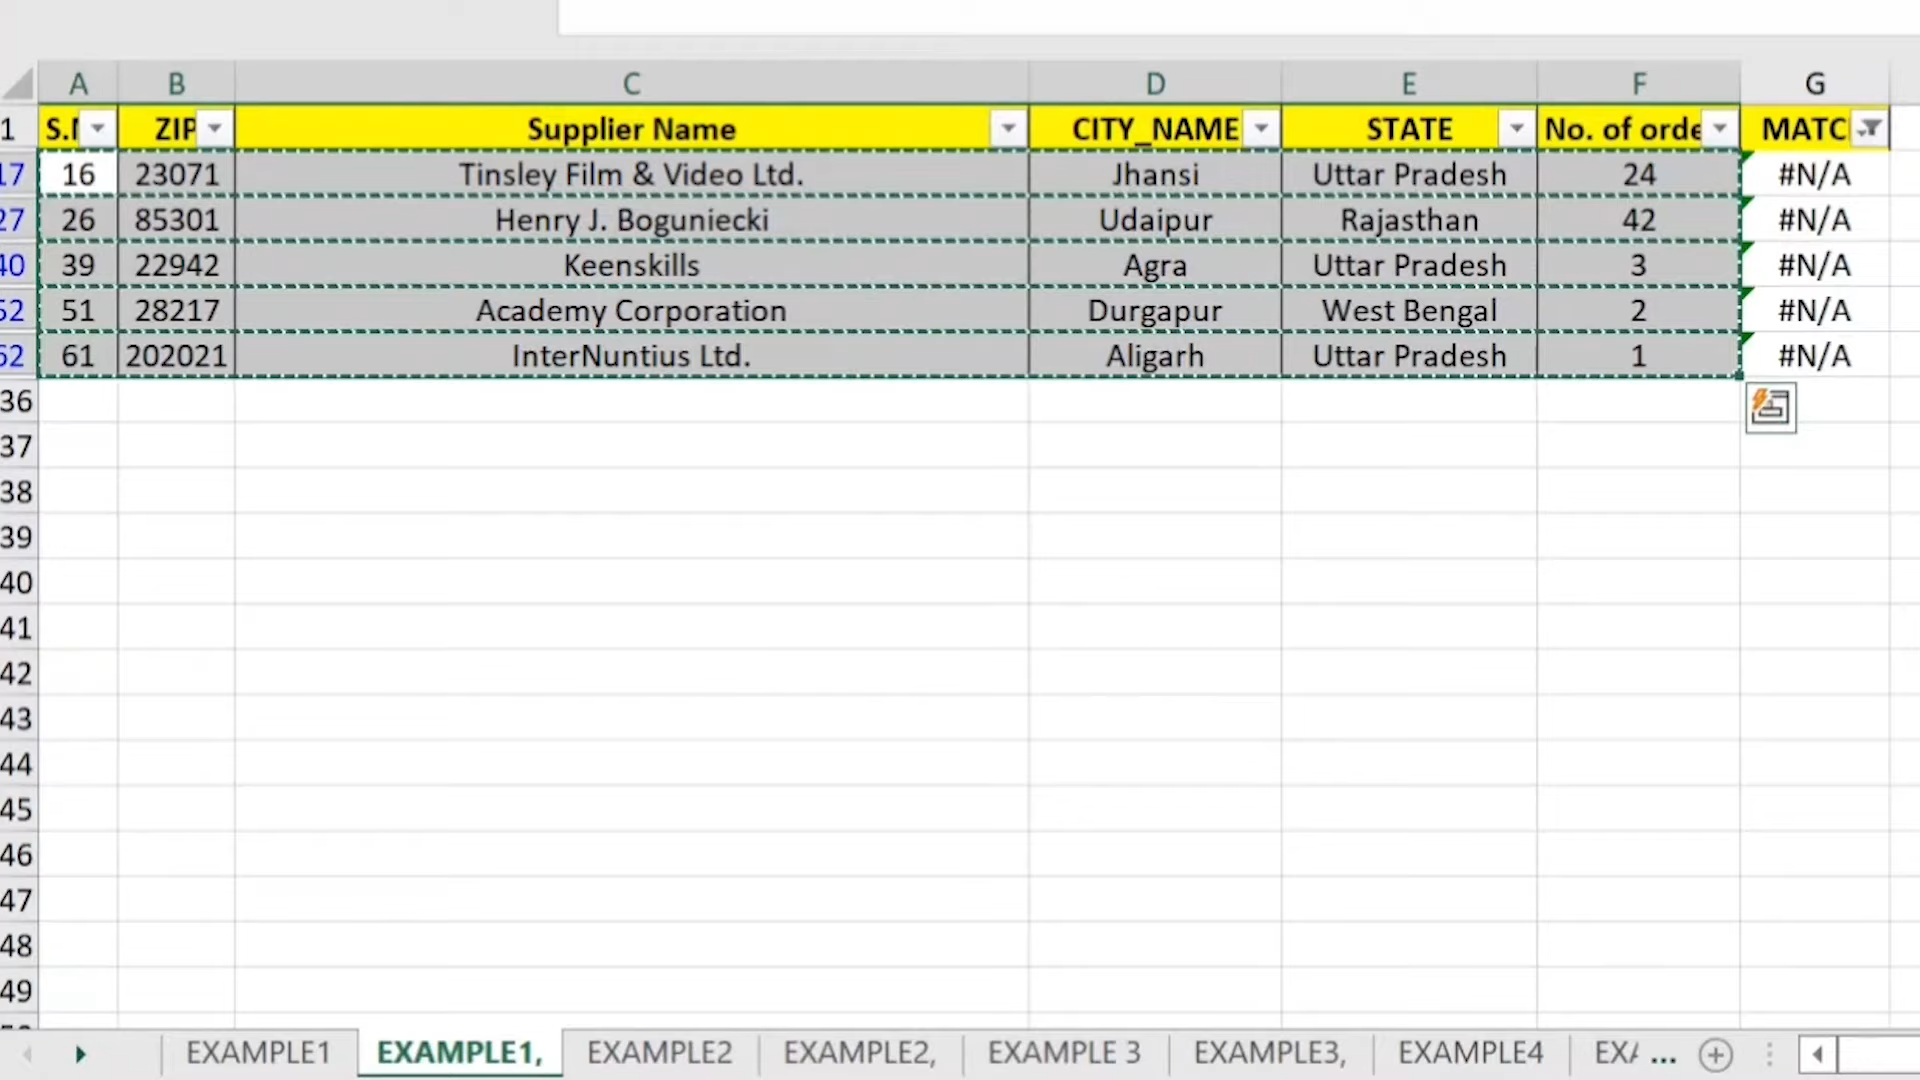 A B C D E F G
1 S.N ZIP Supplier Name CITY_NAME STATE No. of orde MATC
17 16 23071 Tinsley Film & Video Ltd. Jhansi Uttar Pradesh 24 #N/A
27 26 85301 Henry J. Boguniecki Udaipur Rajasthan 42 #N/A
40 39 22942 Keenskills Agra Uttar Pradesh 3 #N/A
52 51 28217 Academy Corporation Durgapur West Bengal 2 #N/A
62 61 202021 InterNuntius Ltd. Aligarh Uttar Pradesh 1 #N/A
36
37
38
39
40
41
42
43
44
45
46
47
48
49
EXAMPLE1 EXAMPLE1, EXAMPLE2 EXAMPLE2, EXAMPLE 3 EXAMPLE3, EXAMPLE4 EXA ...